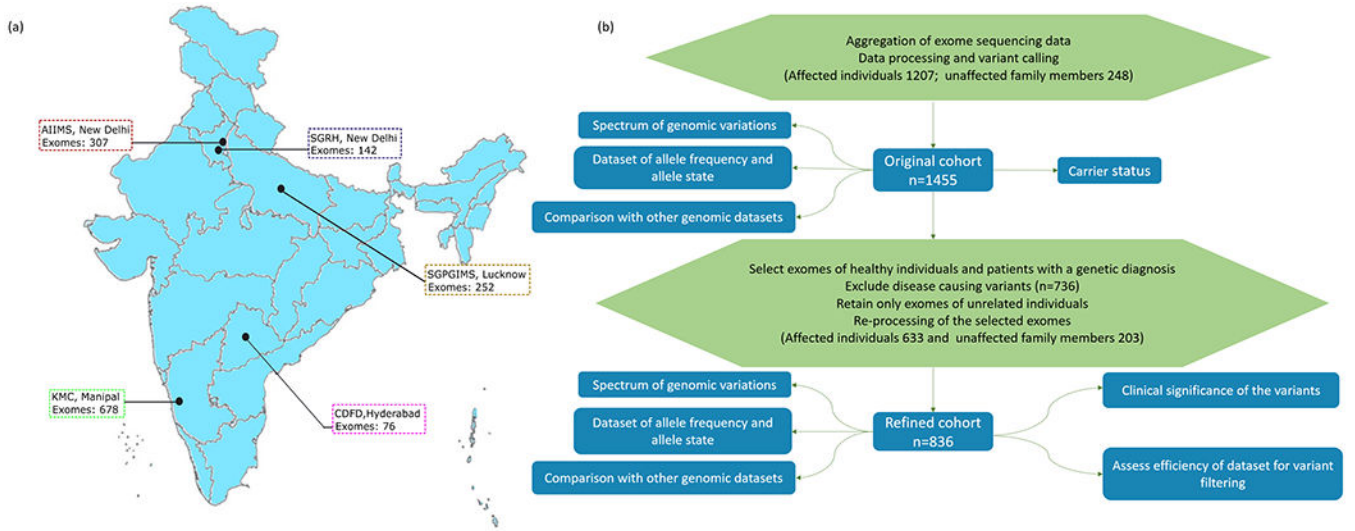 (a)
AIIMS, New Delhi
Exomes: 307
SGRH, New Delhi
Exomes: 142
SGPGIMS, Lucknow
Exomes: 252
KMC, Manipal
Exomes: 678
CDFD,Hyderabad
Exomes: 76
(b)
Aggregation of exome sequencing data
Data processing and variant calling
(Affected individuals 1207; unaffected family members 248)
Spectrum of genomic variations
Dataset of allele frequency and
allele state
Comparison with other genomic datasets
Original cohort
n=1455
Carrier status
Select exomes of healthy individuals and patients with a genetic diagnosis
Exclude disease causing variants (n=736)
Retain only exomes of unrelated individuals
Re-processing of the selected exomes
(Affected individuals 633 and unaffected family members 203)
Spectrum of genomic variations
Dataset of allele frequency and
allele state
Comparison with other genomic datasets
Refined cohort
n=836
Clinical significance of the variants
Assess efficiency of dataset for variant
filtering